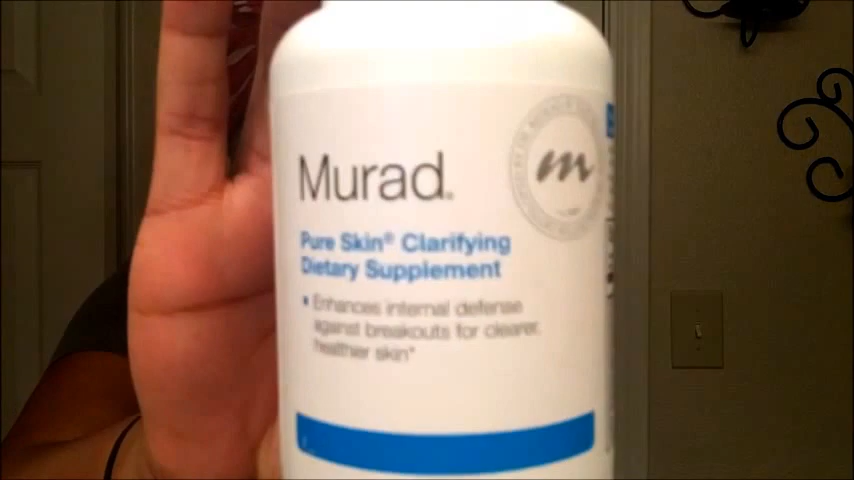 Murad.
Pure Skin® Clarifying
Dietary Supplement
• Enhances internal defense
against breakouts for clearer,
healthier skin*
m